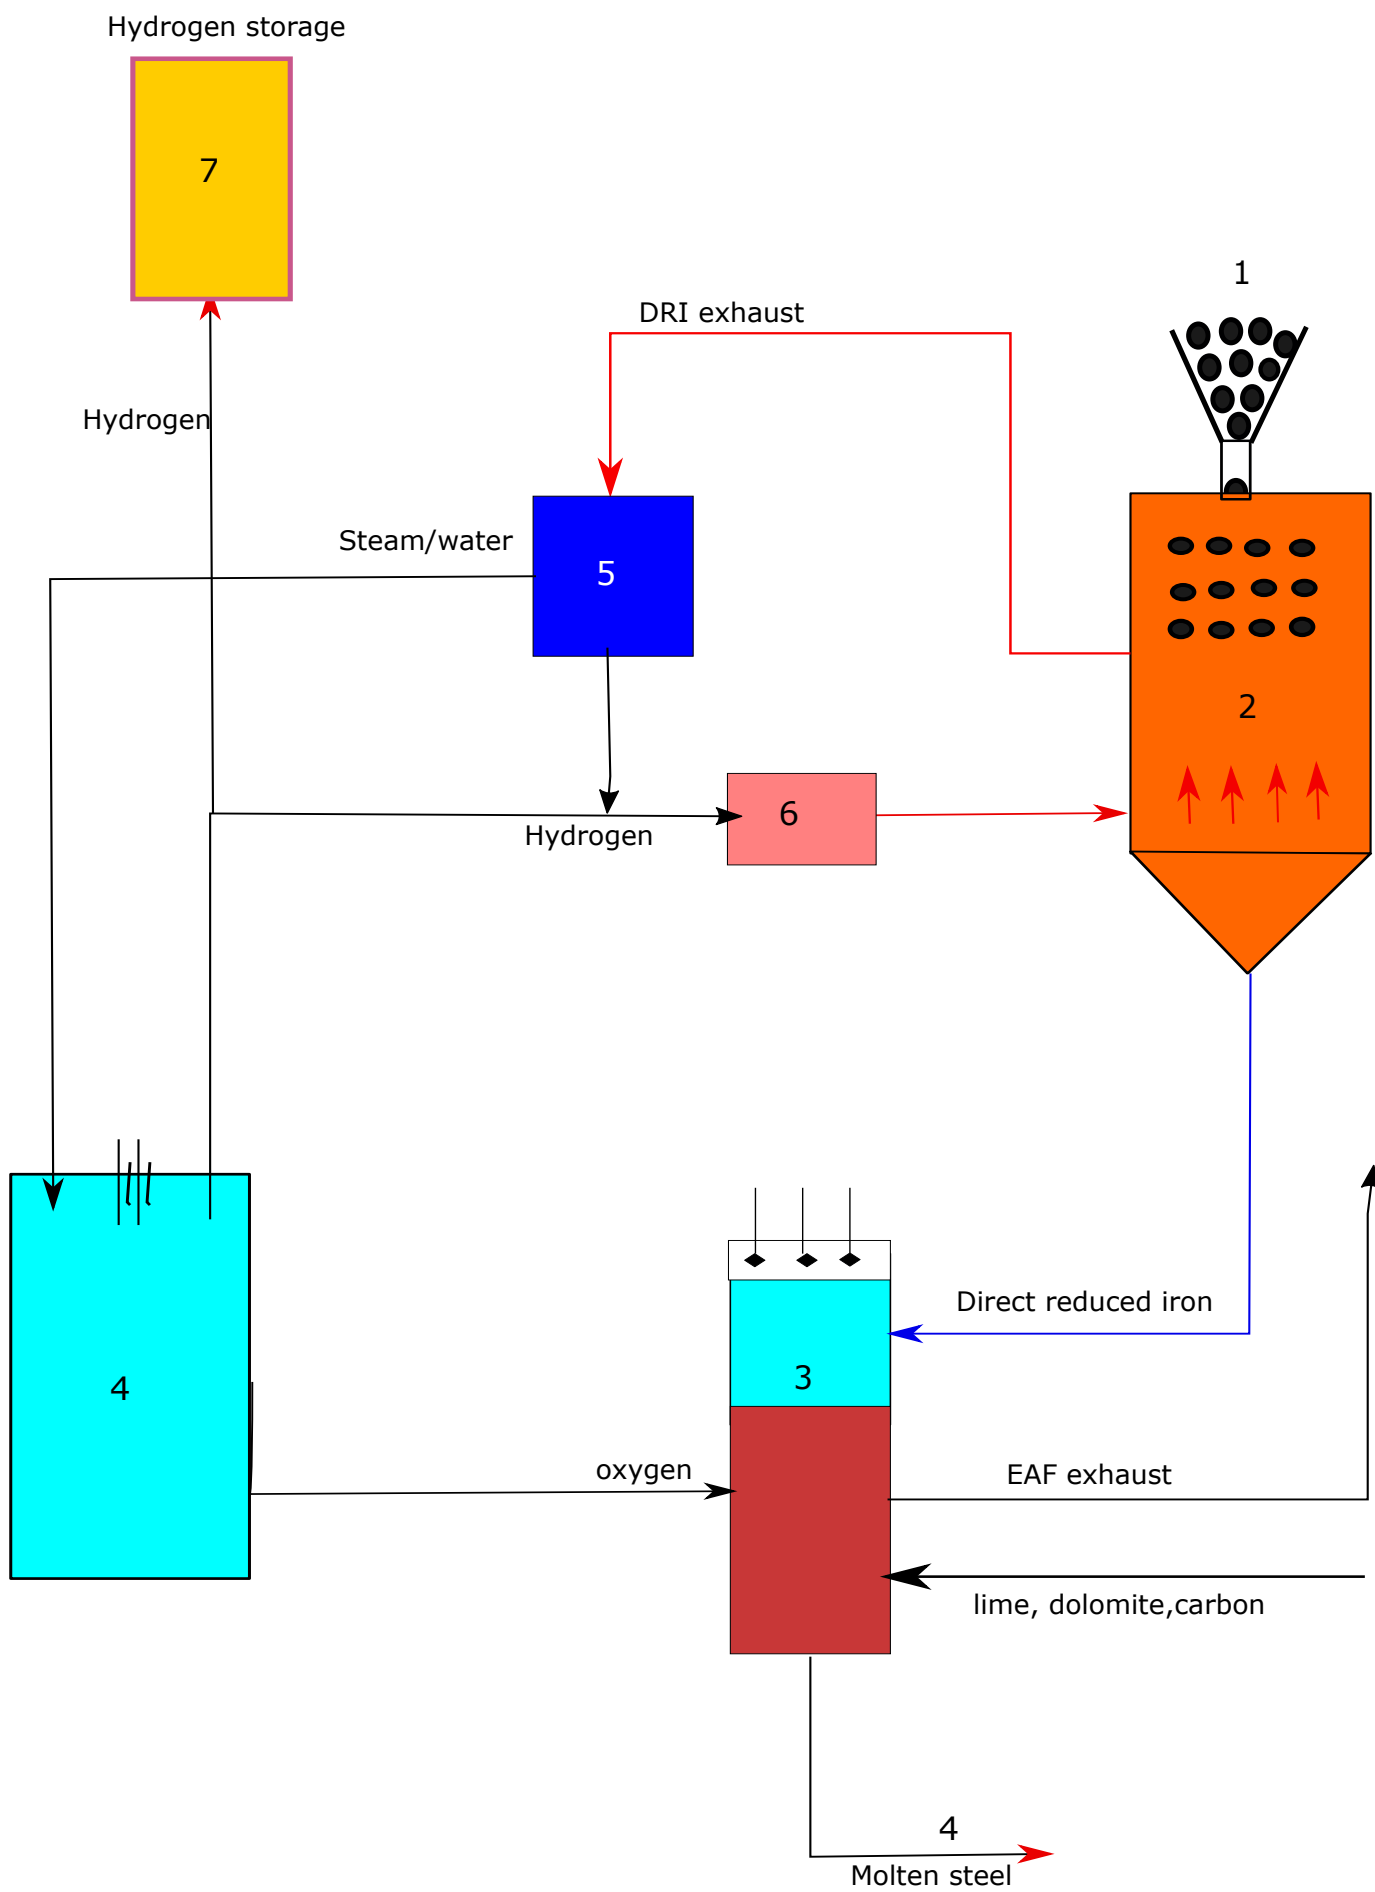 Hydrogen storage
7
1
DRI exhaust
Hydrogen
Steam/water
5
2
6
Hydrogen
Direct reduced iron
3
4
oxygen
EAF exhaust
lime, dolomite,carbon
4
Molten steel